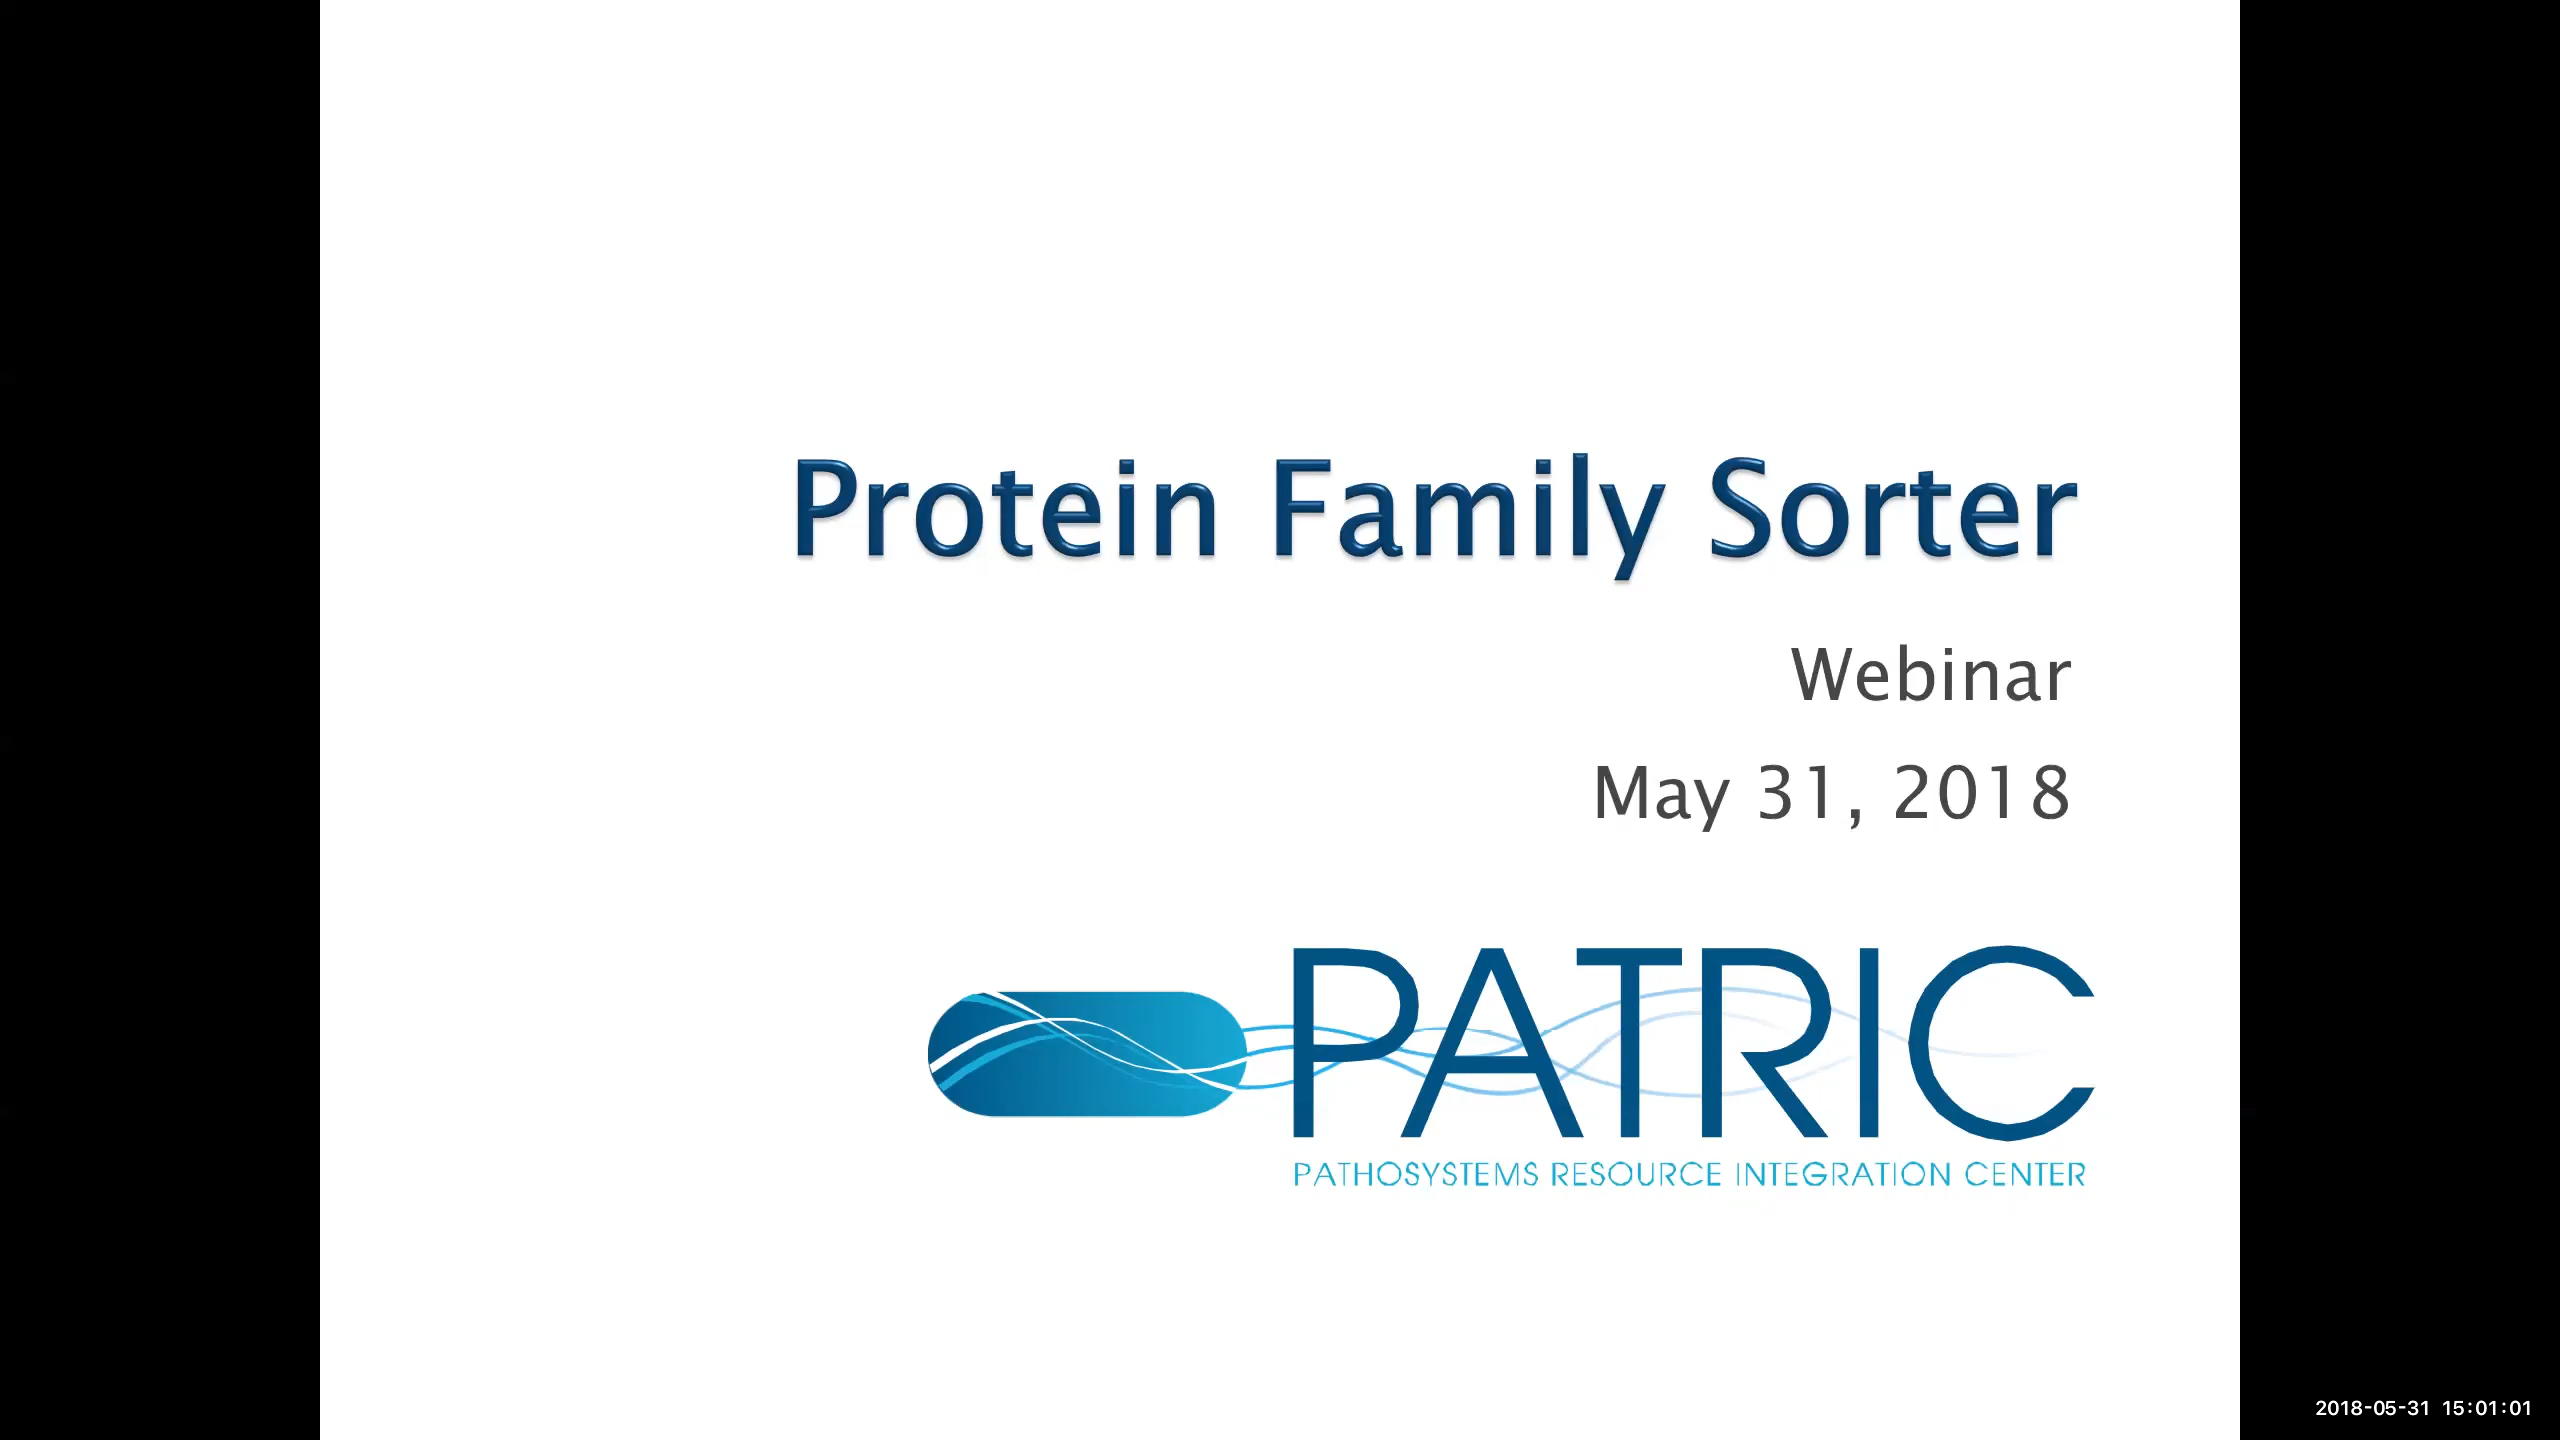 Protein Family Sorter
Webinar
May 31, 2018
PATRIC
PATHOSYSTEMS RESOURCE INTEGRATION CENTER
2018-05-31 15:01:01